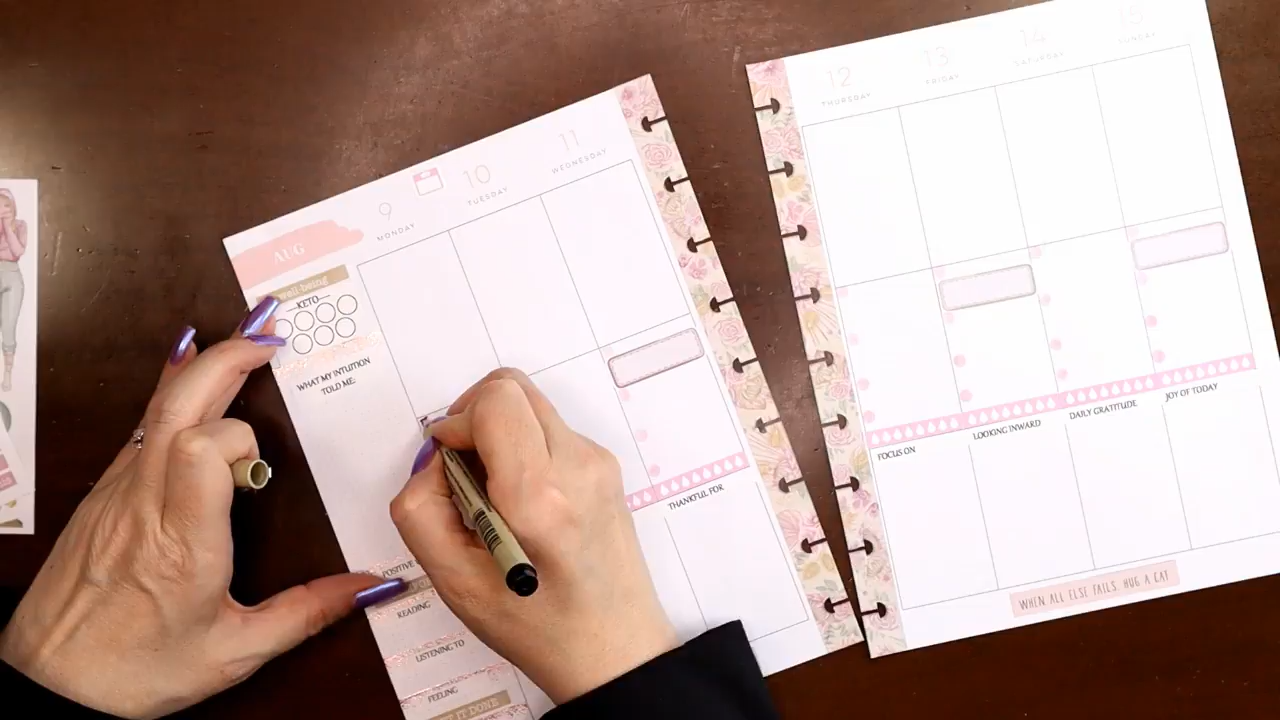 AUG
9
MONDAY
10
TUESDAY
11
WEDNESDAY
well-being
KETO
WHAT MY INTUITION
TOLD ME:
POSITIVE
READING
LISTENING TO
FEELING
IT DONE
THANKFUL FOR
12
THURSDAY
13
FRIDAY
14
SATURDAY
15
SUNDAY
FOCUS ON
LOOKING INWARD
DAILY GRATITUDE
JOY OF TODAY
WHEN ALL ELSE FAILS. HUG A CAT